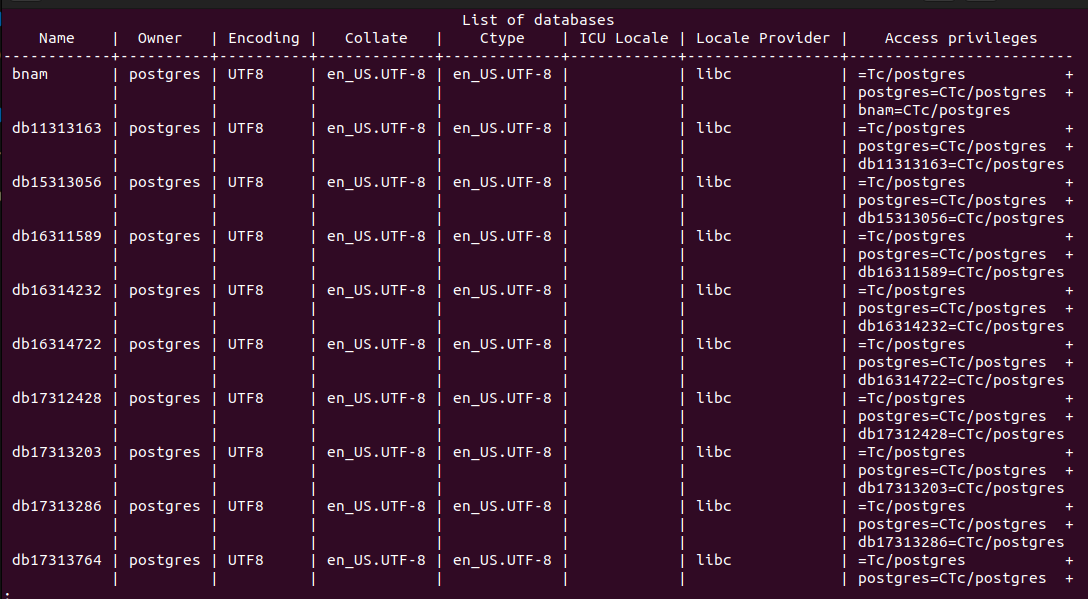 List of databases
   Name     |  Owner   | Encoding |   Collate   |    Ctype    | ICU Locale | Locale Provider |    Access privileges
------------+----------+----------+-------------+-------------+------------+-----------------+-------------------------
bnam        | postgres | UTF8     | en_US.UTF-8 | en_US.UTF-8 |            | libc            | =Tc/postgres           +
            |          |          |             |             |            |                 | postgres=CTc/postgres  +
            |          |          |             |             |            |                 | bnam=CTc/postgres
db11313163  | postgres | UTF8     | en_US.UTF-8 | en_US.UTF-8 |            | libc            | =Tc/postgres           +
            |          |          |             |             |            |                 | postgres=CTc/postgres  +
            |          |          |             |             |            |                 | db11313163=CTc/postgres
db15313056  | postgres | UTF8     | en_US.UTF-8 | en_US.UTF-8 |            | libc            | =Tc/postgres           +
            |          |          |             |             |            |                 | postgres=CTc/postgres  +
            |          |          |             |             |            |                 | db15313056=CTc/postgres
db16311589  | postgres | UTF8     | en_US.UTF-8 | en_US.UTF-8 |            | libc            | =Tc/postgres           +
            |          |          |             |             |            |                 | postgres=CTc/postgres  +
            |          |          |             |             |            |                 | db16311589=CTc/postgres
db16314232  | postgres | UTF8     | en_US.UTF-8 | en_US.UTF-8 |            | libc            | =Tc/postgres           +
            |          |          |             |             |            |                 | postgres=CTc/postgres  +
            |          |          |             |             |            |                 | db16314232=CTc/postgres
db16314722  | postgres | UTF8     | en_US.UTF-8 | en_US.UTF-8 |            | libc            | =Tc/postgres           +
            |          |          |             |             |            |                 | postgres=CTc/postgres  +
            |          |          |             |             |            |                 | db16314722=CTc/postgres
db17312428  | postgres | UTF8     | en_US.UTF-8 | en_US.UTF-8 |            | libc            | =Tc/postgres           +
            |          |          |             |             |            |                 | postgres=CTc/postgres  +
            |          |          |             |             |            |                 | db17312428=CTc/postgres
db17313203  | postgres | UTF8     | en_US.UTF-8 | en_US.UTF-8 |            | libc            | =Tc/postgres           +
            |          |          |             |             |            |                 | postgres=CTc/postgres  +
            |          |          |             |             |            |                 | db17313203=CTc/postgres
db17313286  | postgres | UTF8     | en_US.UTF-8 | en_US.UTF-8 |            | libc            | =Tc/postgres           +
            |          |          |             |             |            |                 | postgres=CTc/postgres  +
            |          |          |             |             |            |                 | db17313286=CTc/postgres
db17313764  | postgres | UTF8     | en_US.UTF-8 | en_US.UTF-8 |            | libc            | =Tc/postgres           +
            |          |          |             |             |            |                 | postgres=CTc/postgres  +
: